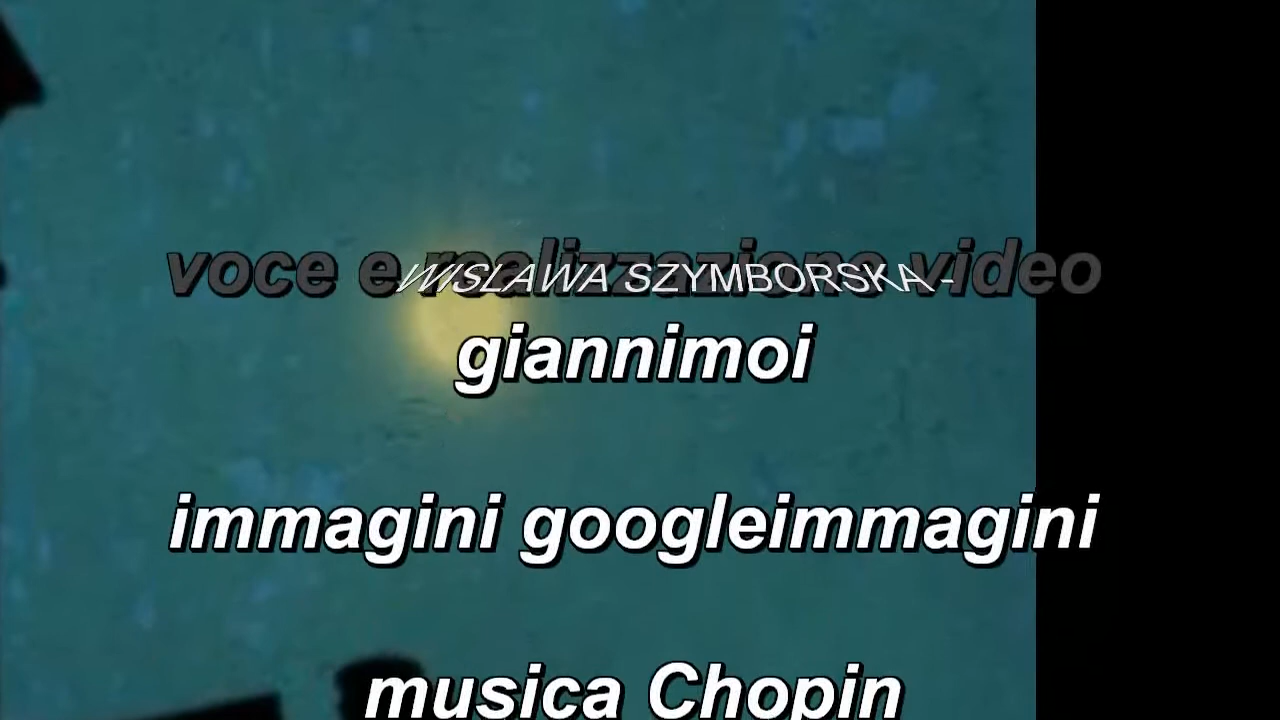 voce e realizzazione video
WISLAWA SZYMBORSKA -
giannimoi
immagini googleimmagini
musica Chopin